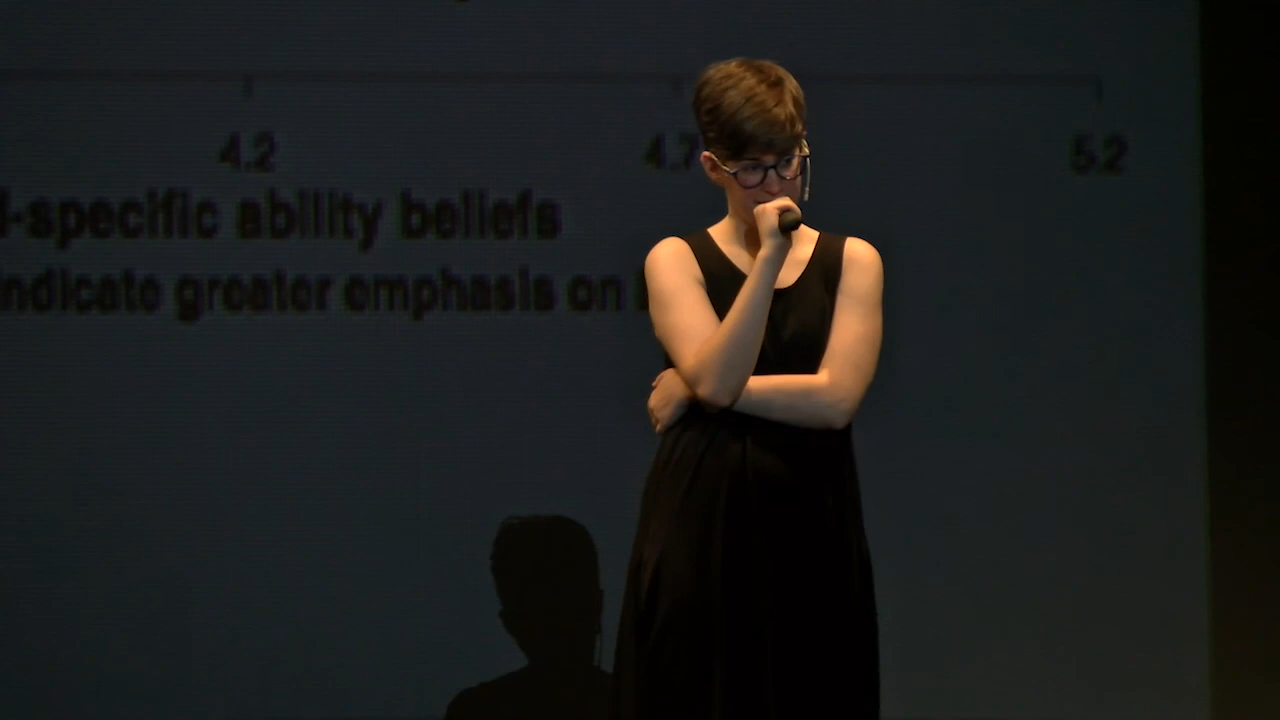 4.2 4.7 5.2
-specific ability beliefs
indicate greater emphasis on